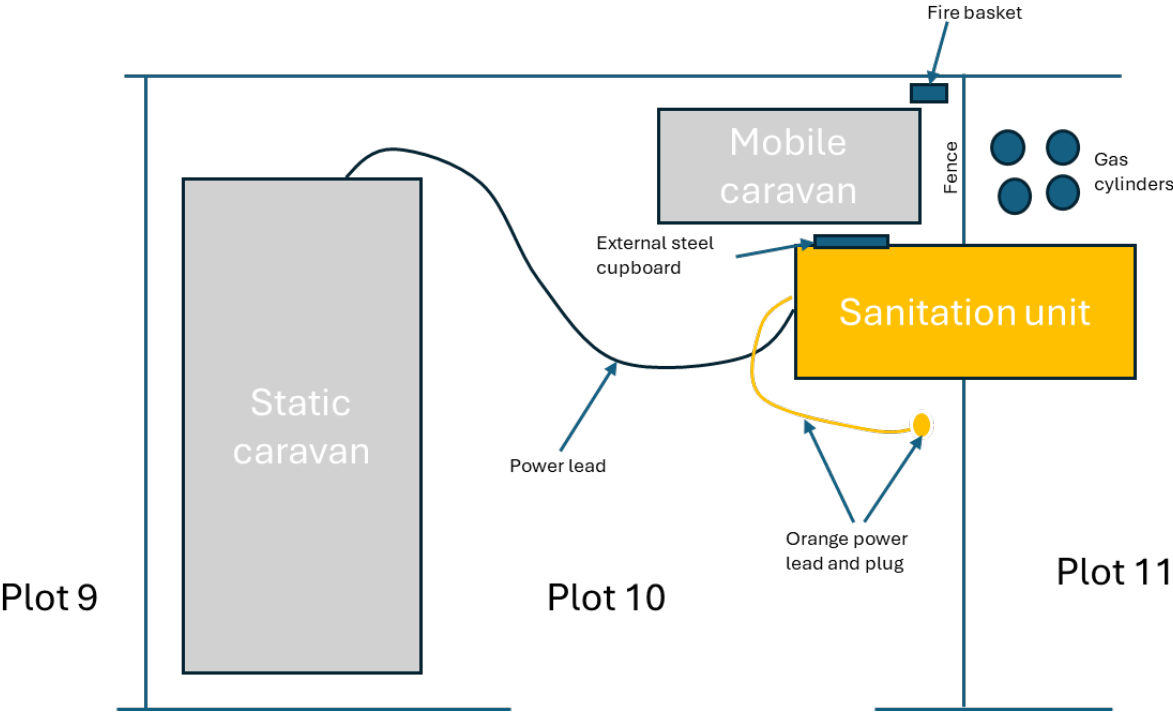 Fire basket
Mobile
caravan
Fence
Gas
cylinders
External steel
cupboard
Sanitation unit
Static
caravan
Power lead
Orange power
lead and plug
Plot 9
Plot 10
Plot 11